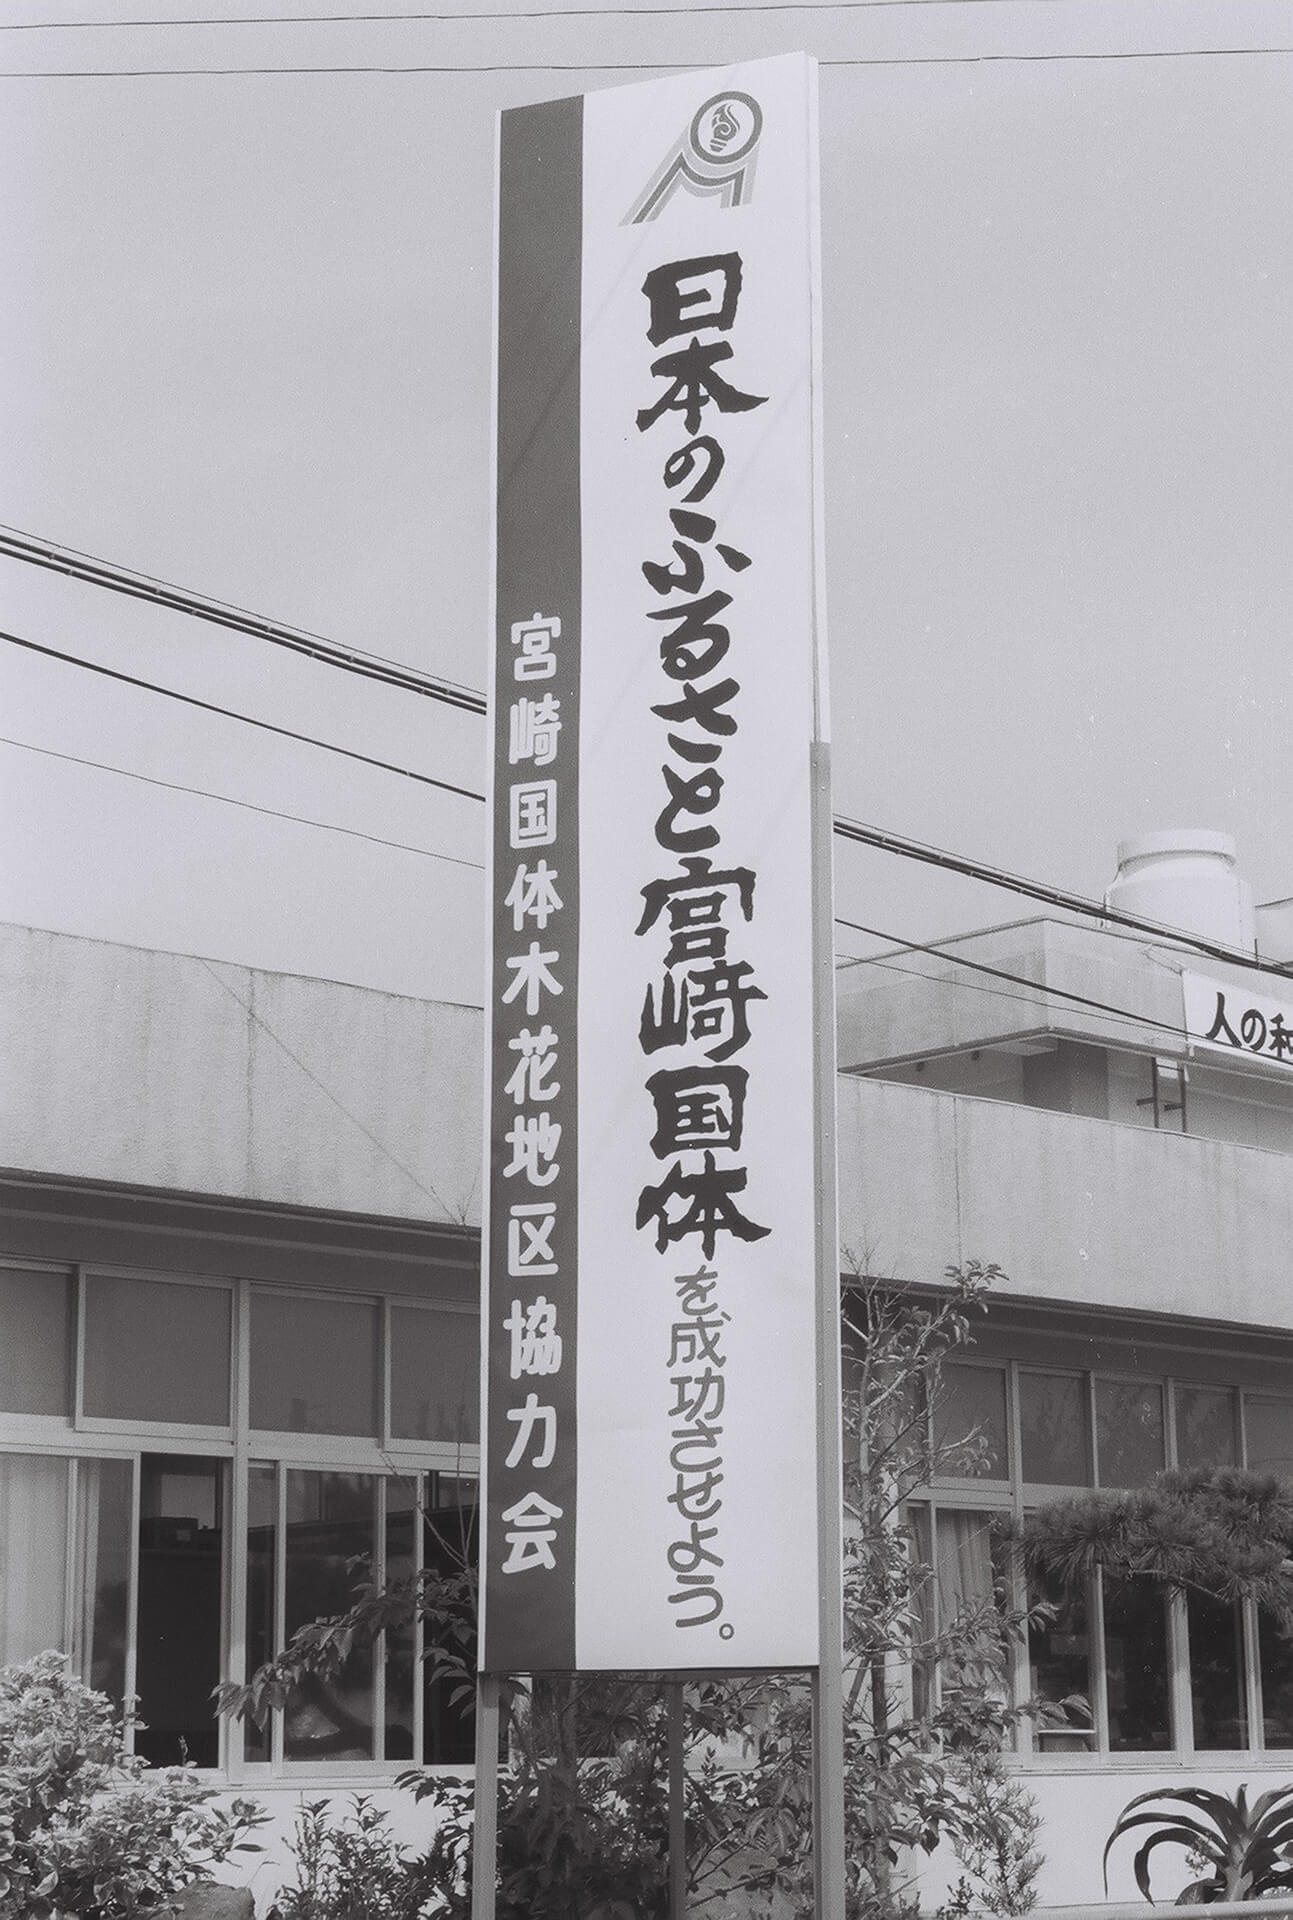 日本のふるさと宮崎国体を成功させよう。
宮崎国体木花地区協力会
人の和